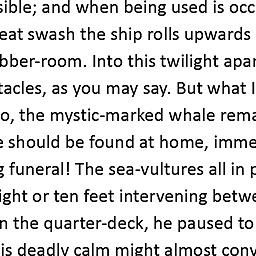 sible; and when being used is occ
eat swash the ship rolls upwards
bber-room. Into this twilight apar
tacles, as you may say. But what I
o, the mystic-marked whale rema
e should be found at home, imme
g funeral! The sea-vultures all in p
ight or ten feet intervening betwe
n the quarter-deck, he paused to
is deadly calm might almost conv